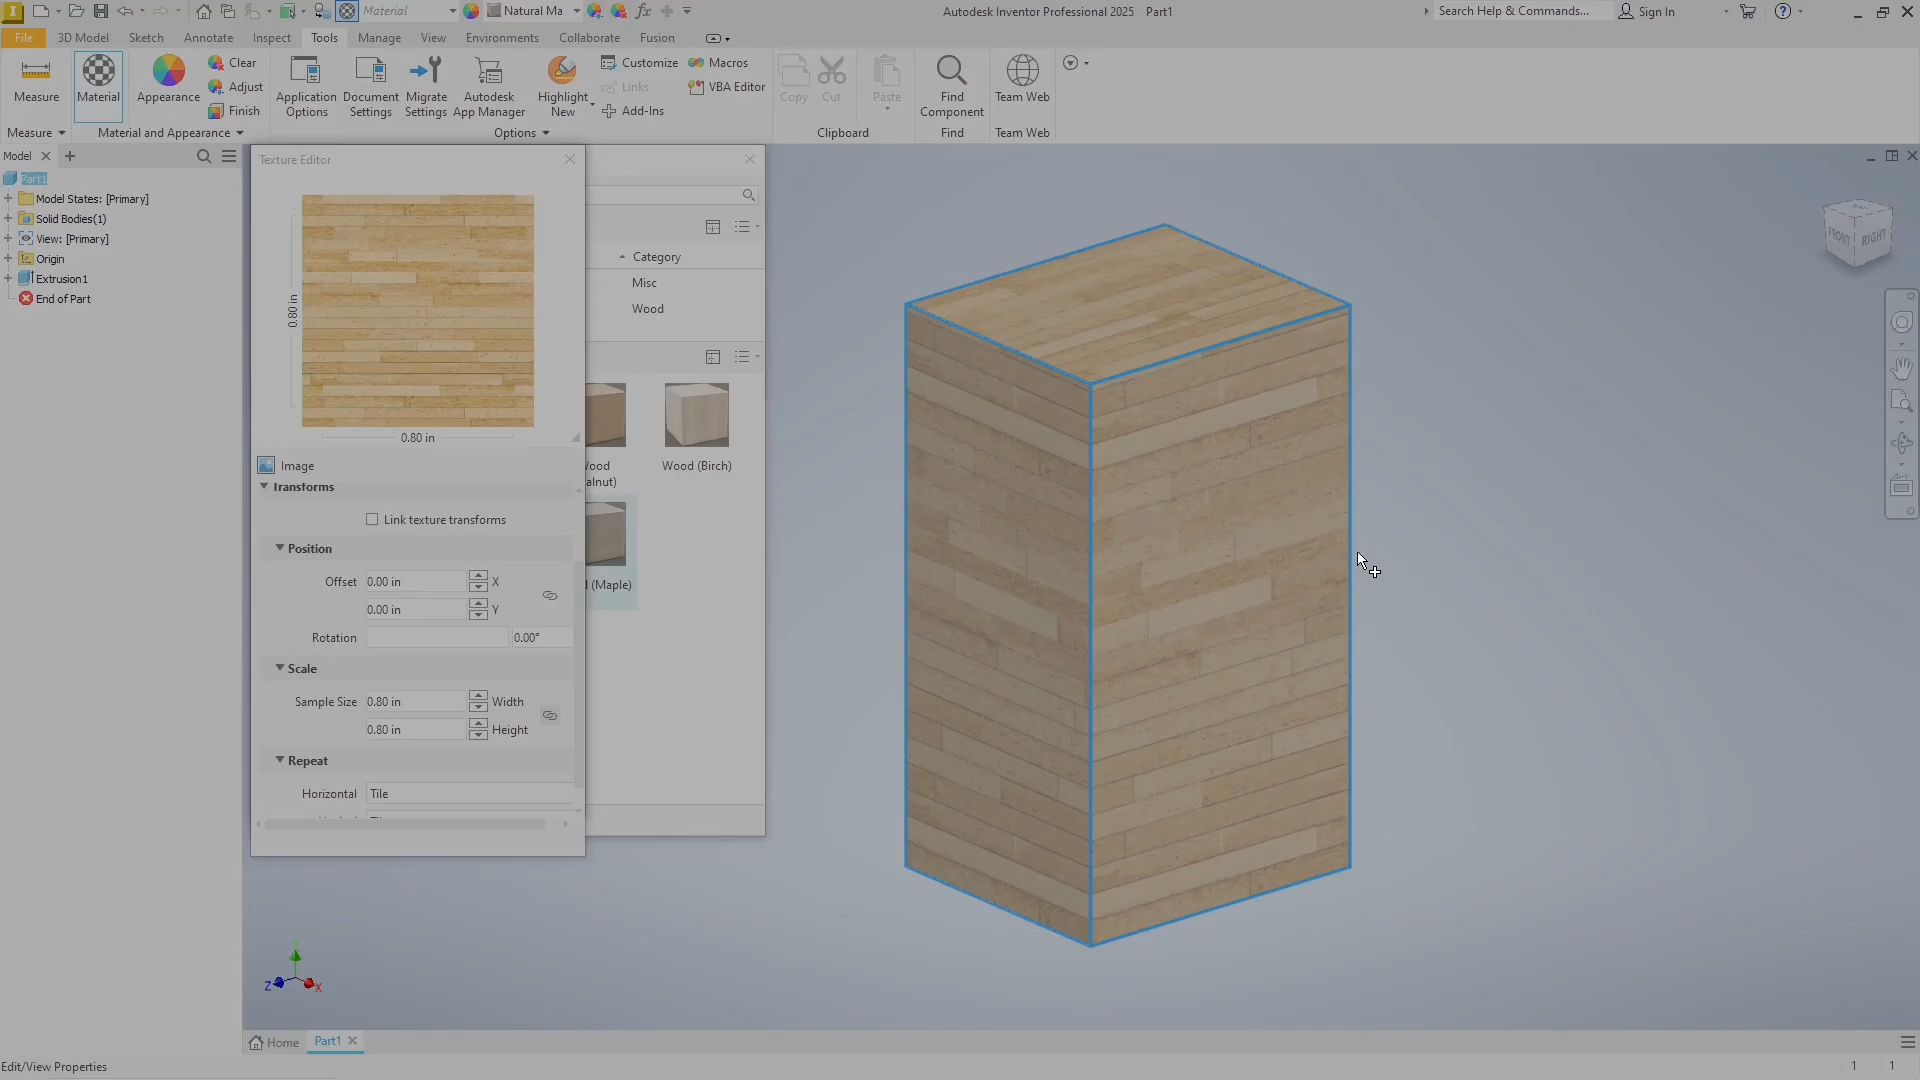 Material
Natural Ma
Autodesk Inventor Professional 2025 Part1
Search Help & Commands...
Sign In
File
3D Model
Sketch
Annotate
Inspect
Tools
Manage
View
Environments
Collaborate
Fusion
Measure
Material
Appearance
Clear
Adjust
Finish
Application Options
Document Settings
Migrate Settings
Autodesk App Manager
Highlight New
Customize
Links
Add-Ins
Macros
VBA Editor
Copy
Cut
Paste
Find Component
Team Web
Measure
Material and Appearance
Options
Clipboard
Find
Team Web
Model
Part1
Model States: [Primary]
Solid Bodies(1)
View: [Primary]
Origin
Extrusion1
End of Part
Texture Editor
0.80 in
0.80 in
Image
Transforms
Link texture transforms
Position
Offset 0.00 in X
0.00 in Y
Rotation 0.00°
Scale
Sample Size 0.80 in Width
0.80 in Height
Repeat
Horizontal Tile
Category
Misc
Wood
Wood (Birch)
(Maple)
FRONT
RIGHT
Z
X
Home
Part1
Edit/View Properties
1 1